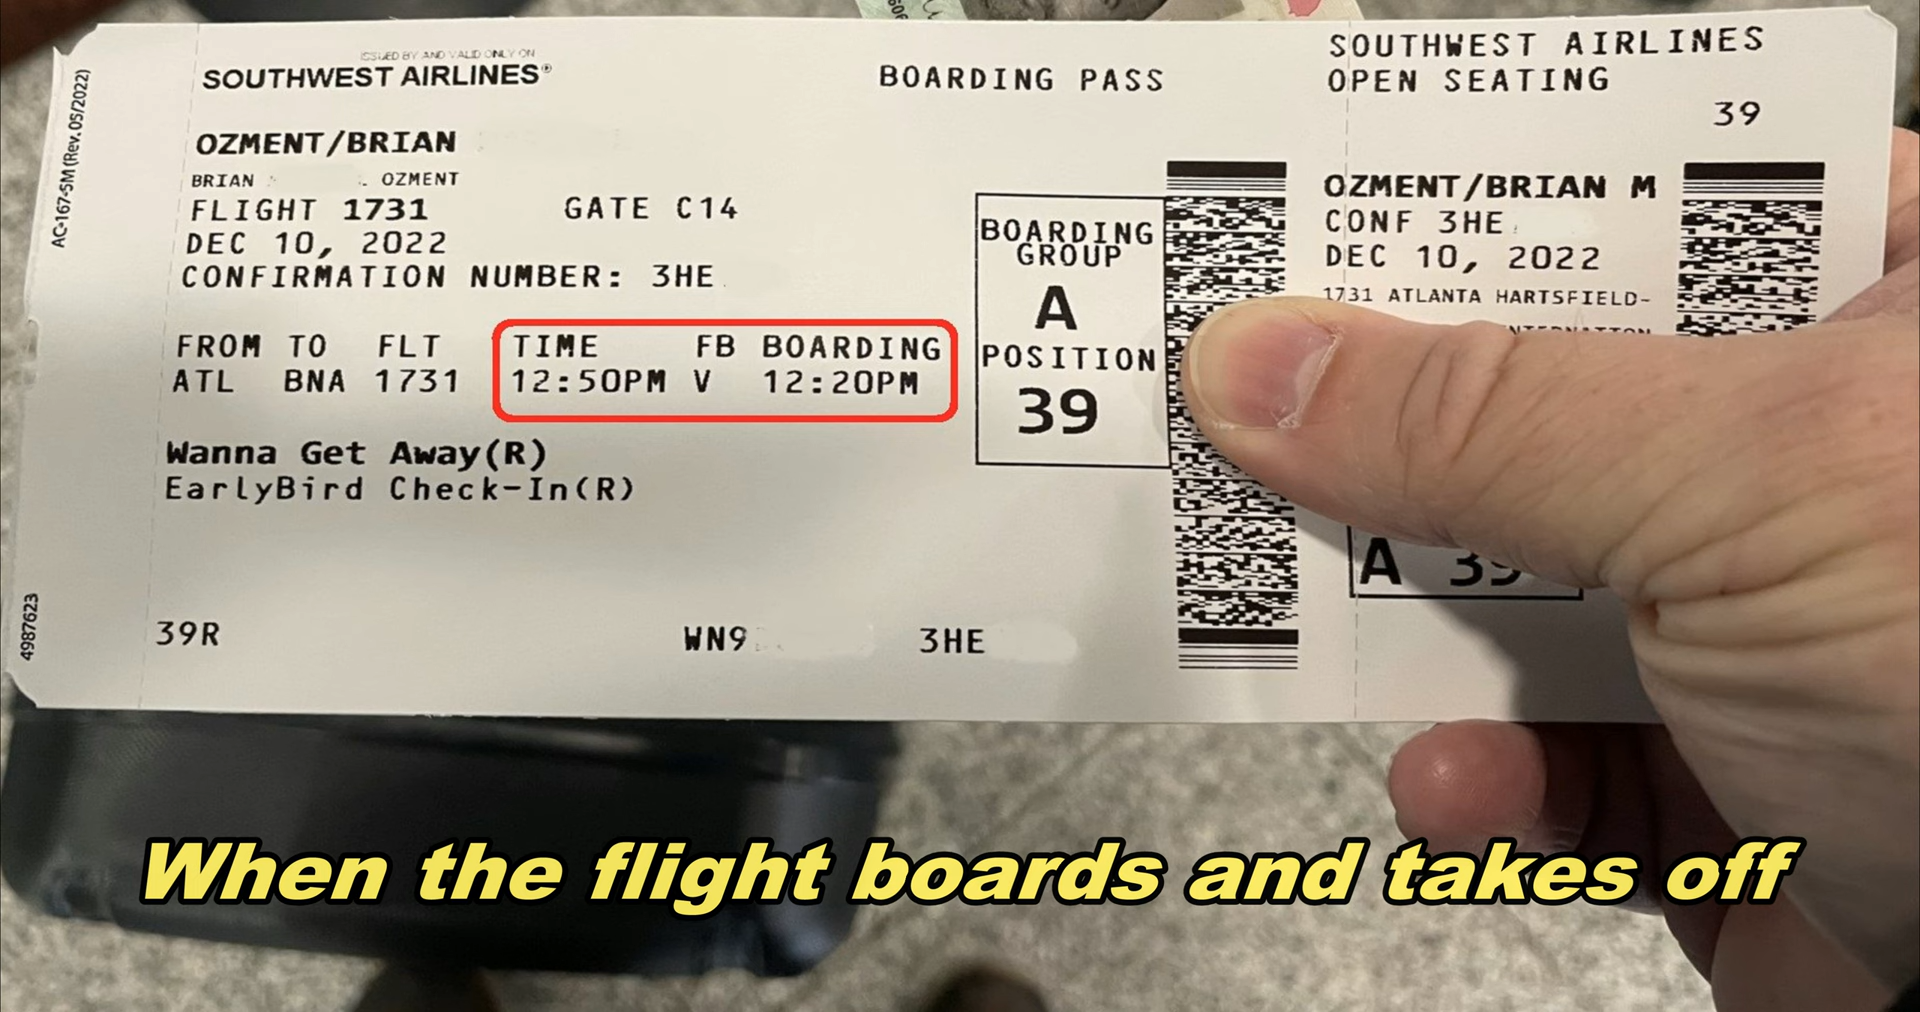 ISSUED BY AND VALID ONLY ON
SOUTHWEST AIRLINES®
BOARDING PASS
OZMENT/BRIAN
BRIAN OZMENT
FLIGHT 1731 GATE C14
DEC 10, 2022
CONFIRMATION NUMBER: 3HE
FROM TO FLT TIME FB BOARDING
ATL BNA 1731 12:50PM V 12:20PM
Wanna Get Away(R)
EarlyBird Check-In(R)
39R WN9 3HE
BOARDING
GROUP
A
POSITION
39
SOUTHWEST AIRLINES
OPEN SEATING
39
OZMENT/BRIAN M
CONF 3HE
DEC 10, 2022
1731 ATLANTA HARTSFIELD-
A 39
AC-167-5M (Rev. 05/2022)
4987623
When the flight boards and takes off